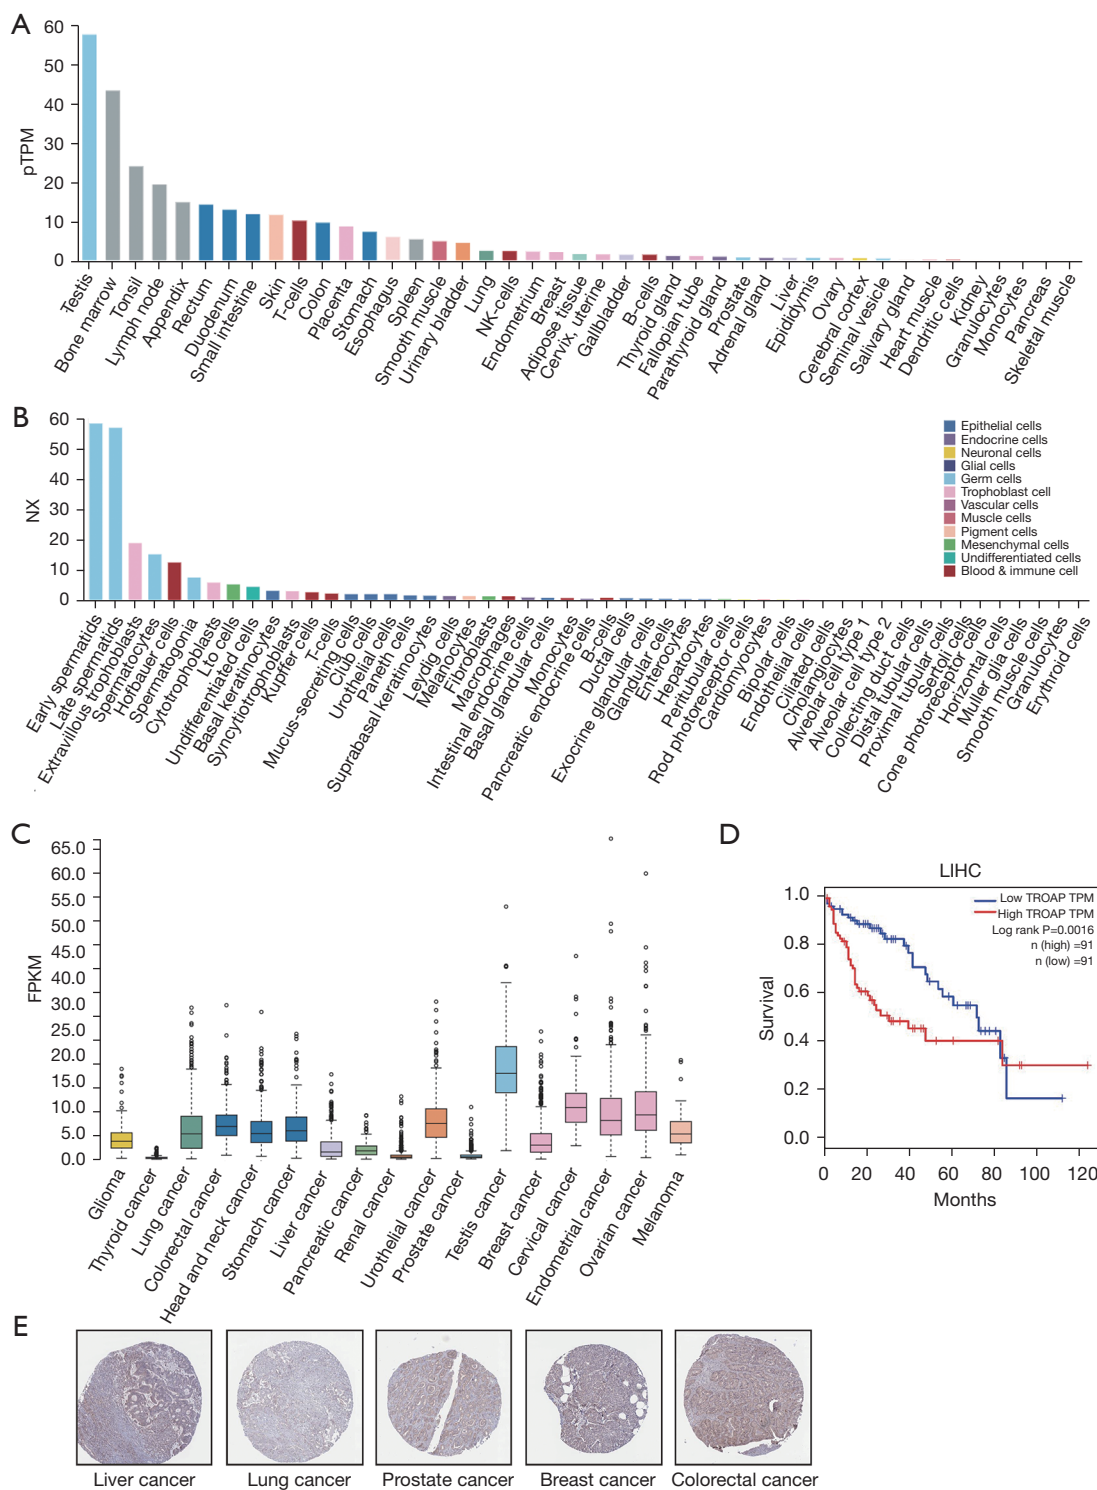 A
60
50
40
30
20
10
0
pTPM
Testis
Bone marrow
Tonsil
Lymph node
Appendix
Rectum
Duodenum
Small intestine
Skin
T-cells
Colon
Placenta
Stomach
Esophagus
Spleen
Smooth muscle
Urinary bladder
Lung
NK-cells
Endometrium
Breast
Adipose tissue
Cervix, uterine
Gallbladder
B-cells
Thyroid gland
Fallopian tube
Parathyroid gland
Prostate
Adrenal gland
Liver
Epididymis
Ovary
Cerebral cortex
Seminal vesicle
Salivary gland
Heart muscle
Dendritic cells
Kidney
Granulocytes
Monocytes
Pancreas
Skeletal muscle
B
60
50
40
30
20
10
0
NX
Epithelial cells
Endocrine cells
Neuronal cells
Glial cells
Germ cells
Trophoblast cell
Vascular cells
Muscle cells
Pigment cells
Mesenchymal cells
Undifferentiated cells
Blood & immune cell
Early spermatids
Late spermatids
Extravillous trophoblasts
Spermatocytes
Hofbauer cells
Spermatogonia
Cytotrophoblasts
Lto cells
Undifferentiated cells
Basal keratinocytes
Syncytiotrophoblasts
Kupffer cells
T-cells
Mucus-secreting cells
Club cells
Urothelial cells
Paneth cells
Suprabasal keratinocytes
Leydig cells
Melanocytes
Fibroblasts
Macrophages
Intestinal endocrine cells
Basal glandular cells
Monocytes
Pancreatic endocrine cells
B-cells
Ductal cells
Exocrine glandular cells
Glandular cells
Enterocytes
Hepatocytes
Peritubular cells
Rod photoreceptor cells
Cardiomyocytes
Bipolar cells
Endothelial cells
Ciliated cells
Cholangiocytes
Alveolar cell type 1
Alveolar cell type 2
Collecting duct cells
Distal tubular cells
Proximal tubular cells
Sertoli cells
Cone photoreceptor cells
Horizontal cells
Muller glia cells
Smooth muscle cells
Granulocytes
Erythroid cells
C
65.0
60.0
55.0
50.0
45.0
40.0
35.0
30.0
25.0
20.0
15.0
10.0
5.0
0.0
FPKM
Glioma
Thyroid cancer
Lung cancer
Colorectal cancer
Head and neck cancer
Stomach cancer
Liver cancer
Pancreatic cancer
Renal cancer
Urothelial cancer
Prostate cancer
Testis cancer
Breast cancer
Cervical cancer
Endometrial cancer
Ovarian cancer
Melanoma
D
LIHC
1.0
0.8
0.6
0.4
0.2
0.0
Survival
Low TROAP TPM
High TROAP TPM
Log rank P=0.0016
n (high) =91
n (low) =91
0 20 40 60 80 100 120
Months
E
Liver cancer
Lung cancer
Prostate cancer
Breast cancer
Colorectal cancer